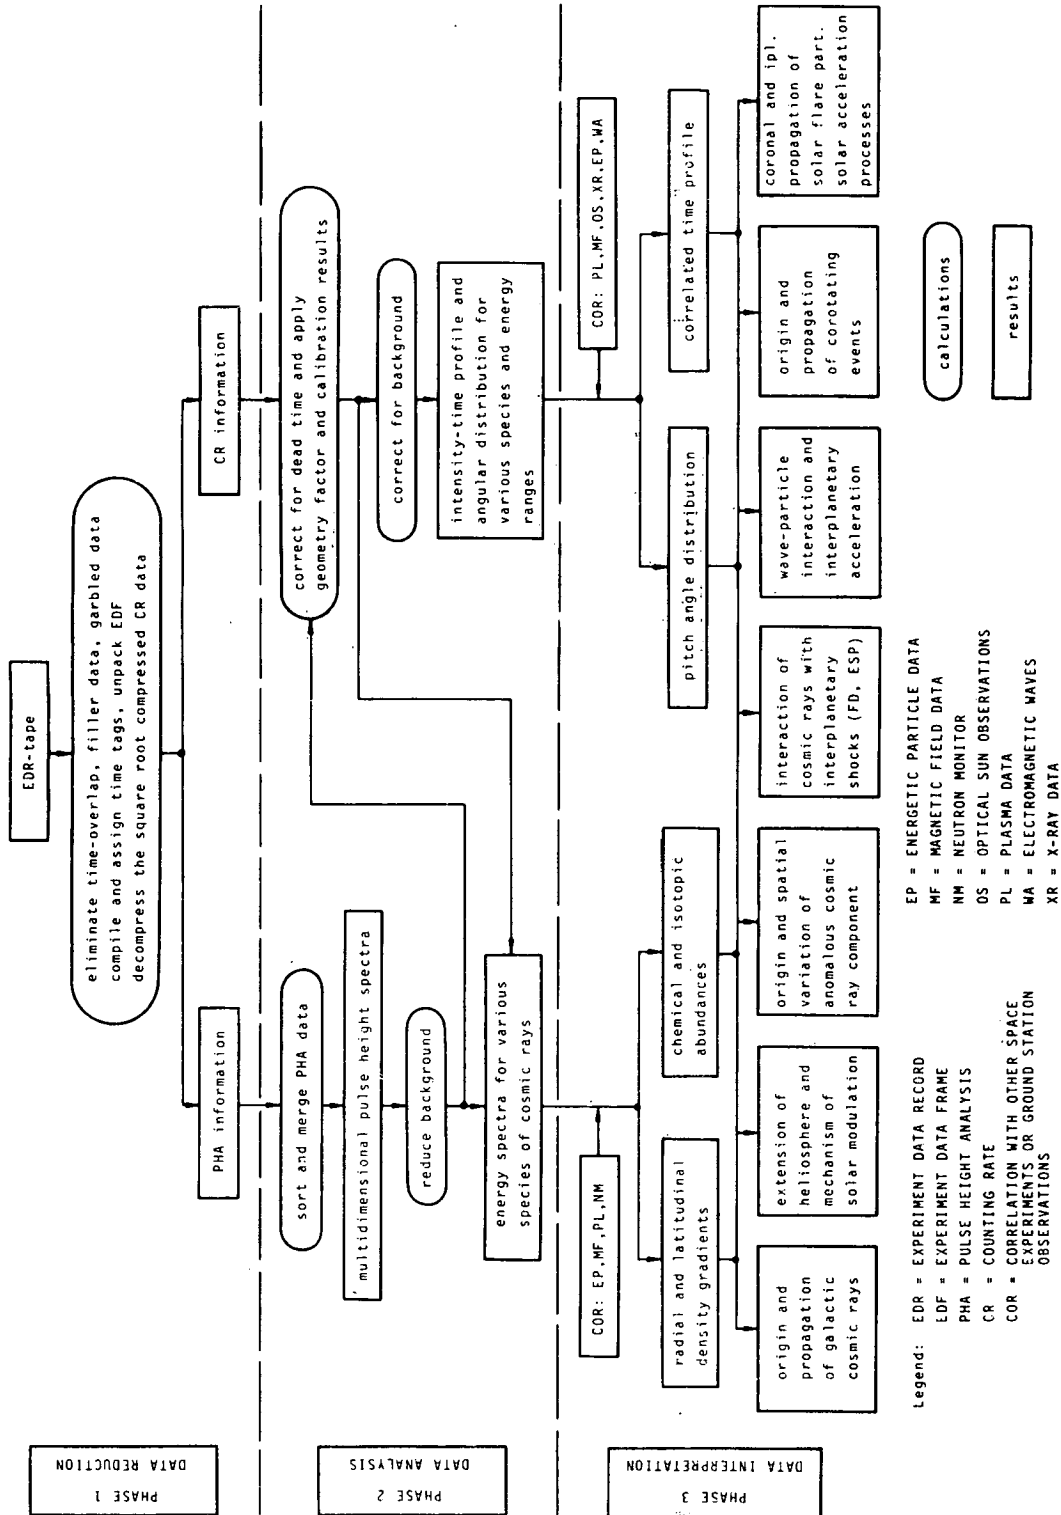 EDR-tape
eliminate time-overlap, filler data, garbled data
compile and assign time tags, unpack EDF
decompress the square root compressed CR data
PHA information
CR information
PHASE 1
DATA REDUCTION
sort and merge PHA data
multidimensional pulse height spectra
reduce background
energy spectra for various
species of cosmic rays
correct for dead time and apply
geometry factor and calibration results
correct for background
intensity-time profile and
angular distribution for
various species and energy
ranges
PHASE 2
DATA ANALYSIS
COR: EP,MF,PL,NM
COR: PL,MF,OS,XR,EP,WA
radial and latitudinal
density gradients
chemical and isotopic
abundances
pitch angle distribution
"correlated time profile"
origin and
propagation
of galactic
cosmic rays
extension of
heliosphere and
mechanism of
solar modulation
origin and spatial
variation of
anomalous cosmic
ray component
interaction of
cosmic rays with
interplanetary
shocks (FD, ESP)
wave-particle
interaction and
interplanetary
acceleration
origin and
propagation
of corotating
events
coronal and ipl.
propagation of
solar flare part.
solar acceleration
processes
PHASE 3
DATA INTERPRETATION
Legend: EDR = EXPERIMENT DATA RECORD
EDF = EXPERIMENT DATA FRAME
PHA = PULSE HEIGHT ANALYSIS
CR = COUNTING RATE
COR = CORRELATION WITH OTHER SPACE
EXPERIMENTS OR GROUND STATION
OBSERVATIONS
EP = ENERGETIC PARTICLE DATA
MF = MAGNETIC FIELD DATA
NM = NEUTRON MONITOR
OS = OPTICAL SUN OBSERVATIONS
PL = PLASMA DATA
WA = ELECTROMAGNETIC WAVES
XR = X-RAY DATA
calculations
results